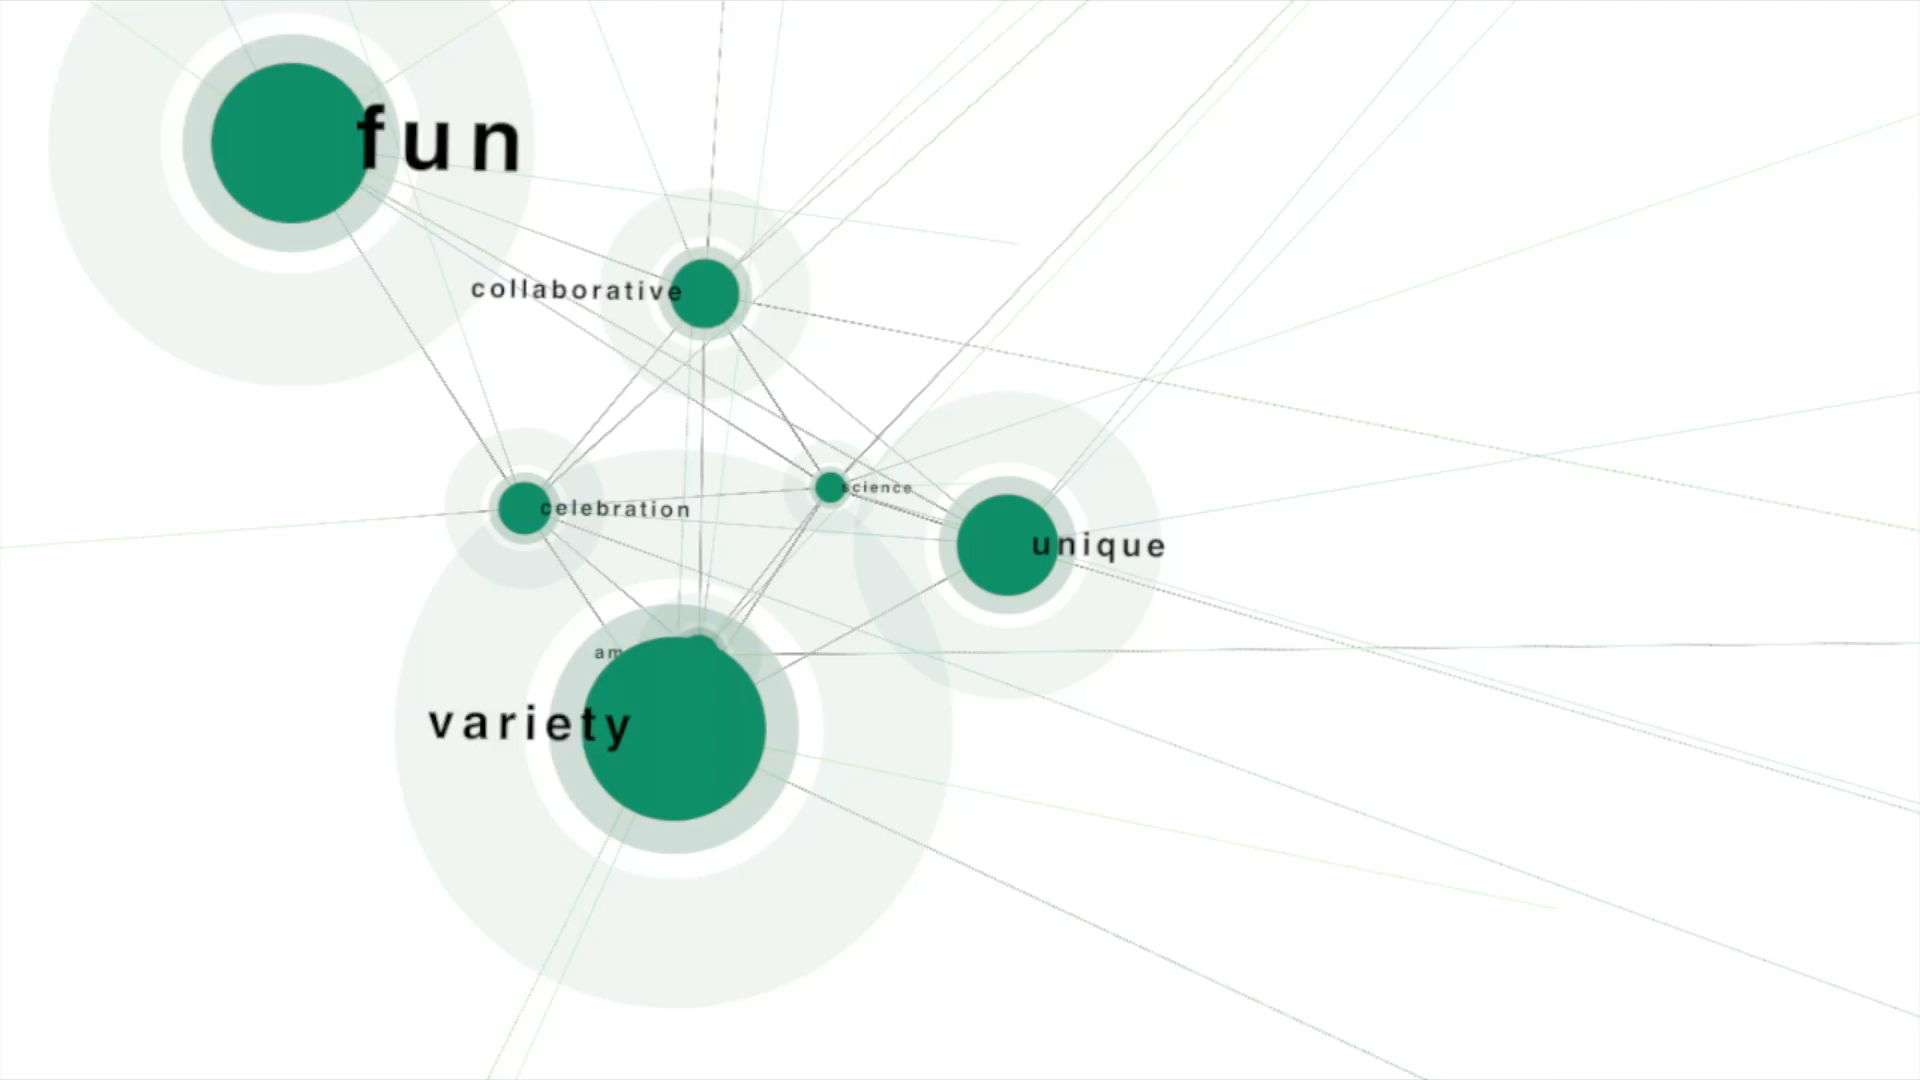 fun
collaborative
science
celebration
unique
variety